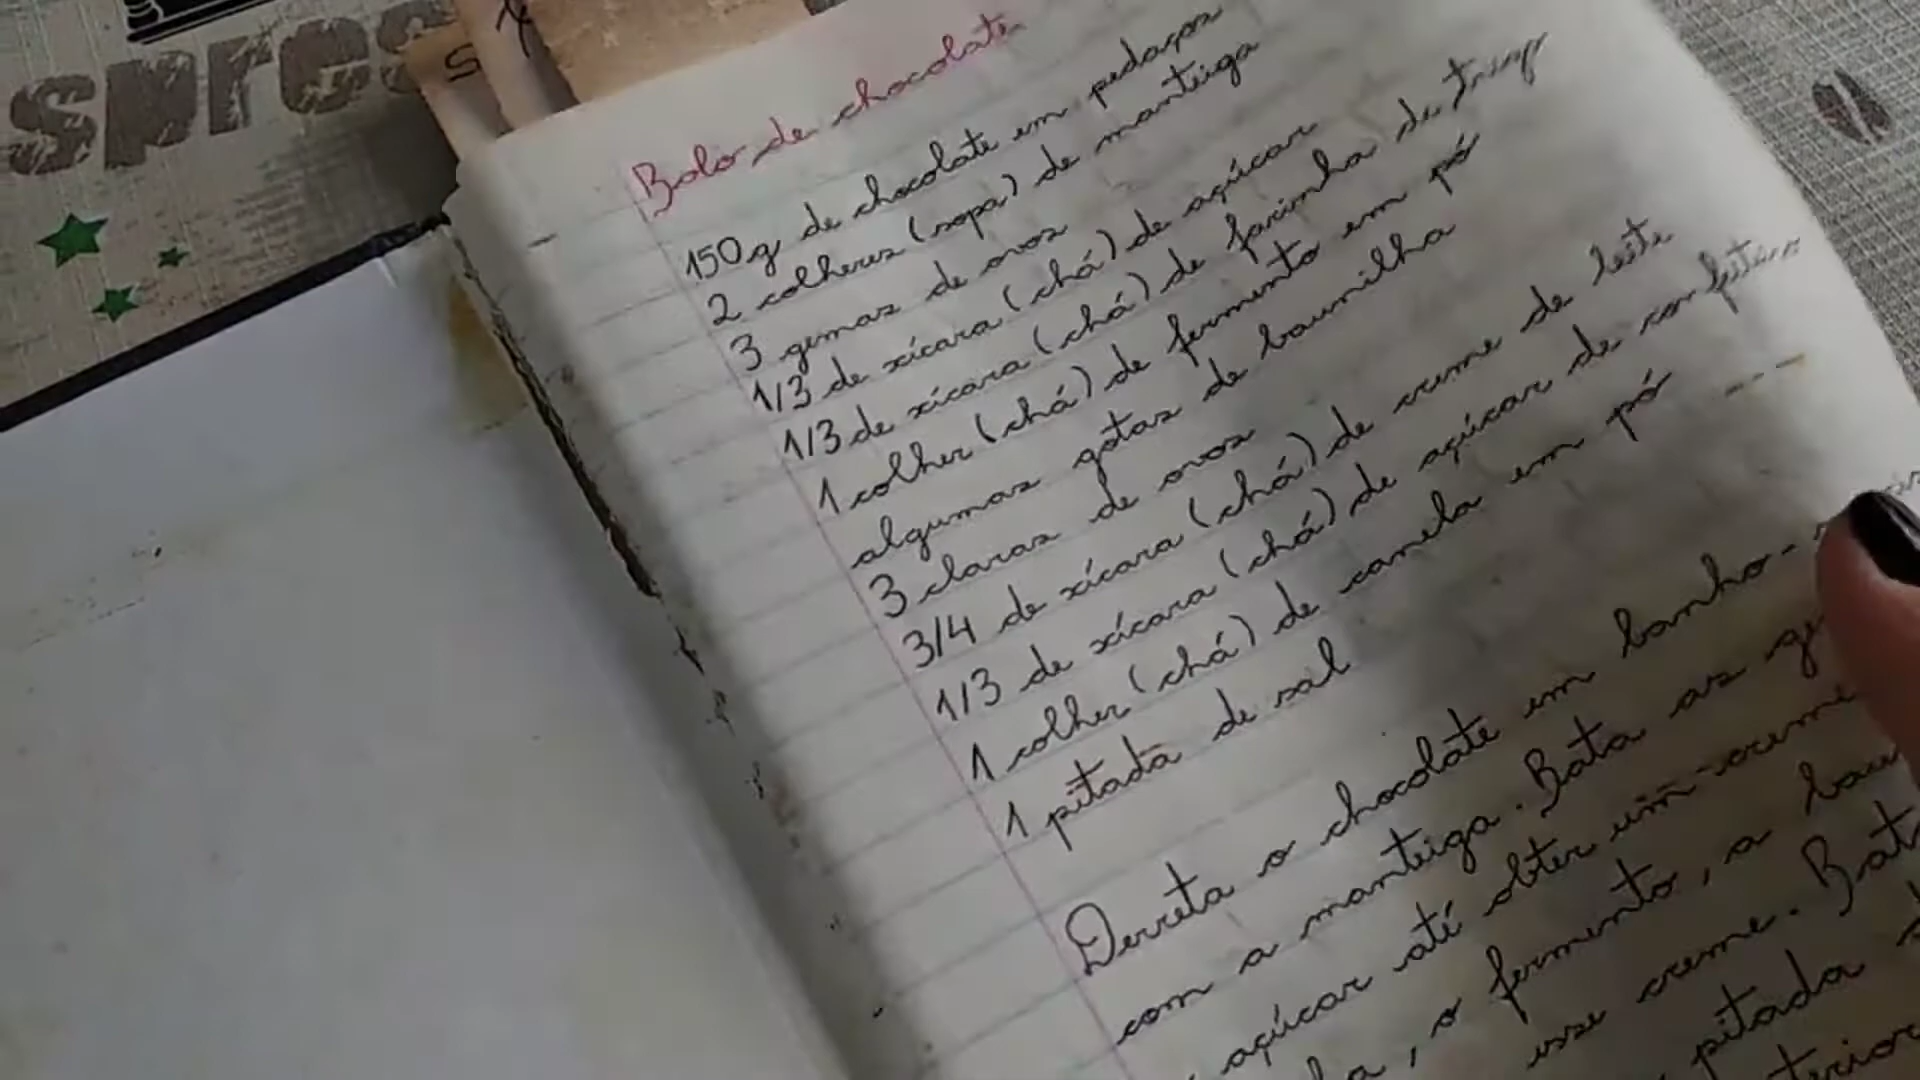 spres
Bolo de chocolate
150g de chocolate em pedaços
2 colheres (sopa) de manteiga
3 gemas de ovos
1/3 de xícara (chá) de açúcar
1/3 de xícara (chá) de farinha de trigo
1 colher (chá) de fermento em pó
algumas gotas de baunilha
3 claras de ovos
3/4 de xícara (chá) de creme de leite
1/3 de xícara (chá) de açúcar de confeiteiro
1 colher (chá) de canela em pó ---
1 pitada de sal
Derreta o chocolate em banho-
com a manteiga. Bata as
açúcar até obter um creme
, o fermento, a
esse creme. Bat
pitada